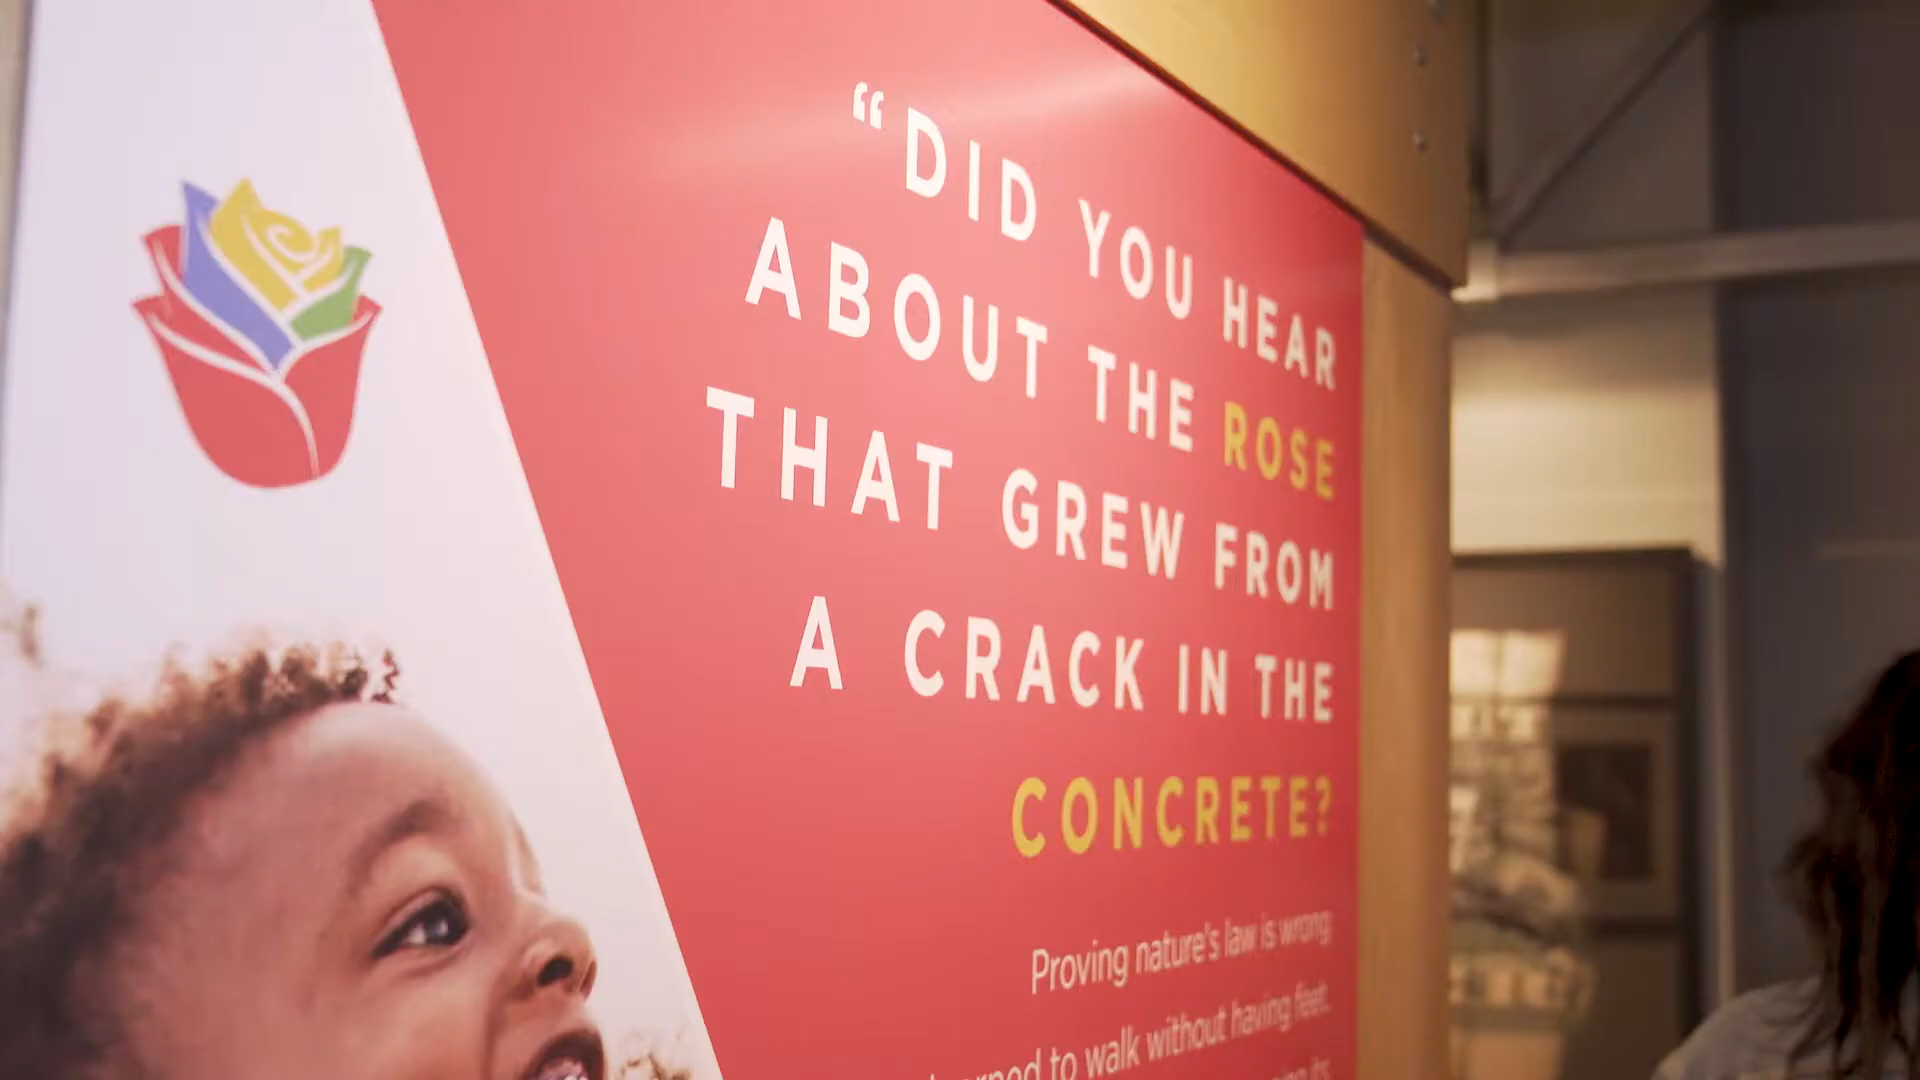 “DID YOU HEAR
ABOUT THE ROSE
THAT GREW FROM
A CRACK IN THE
CONCRETE?
Proving nature's law is wrong
to walk without having feet.